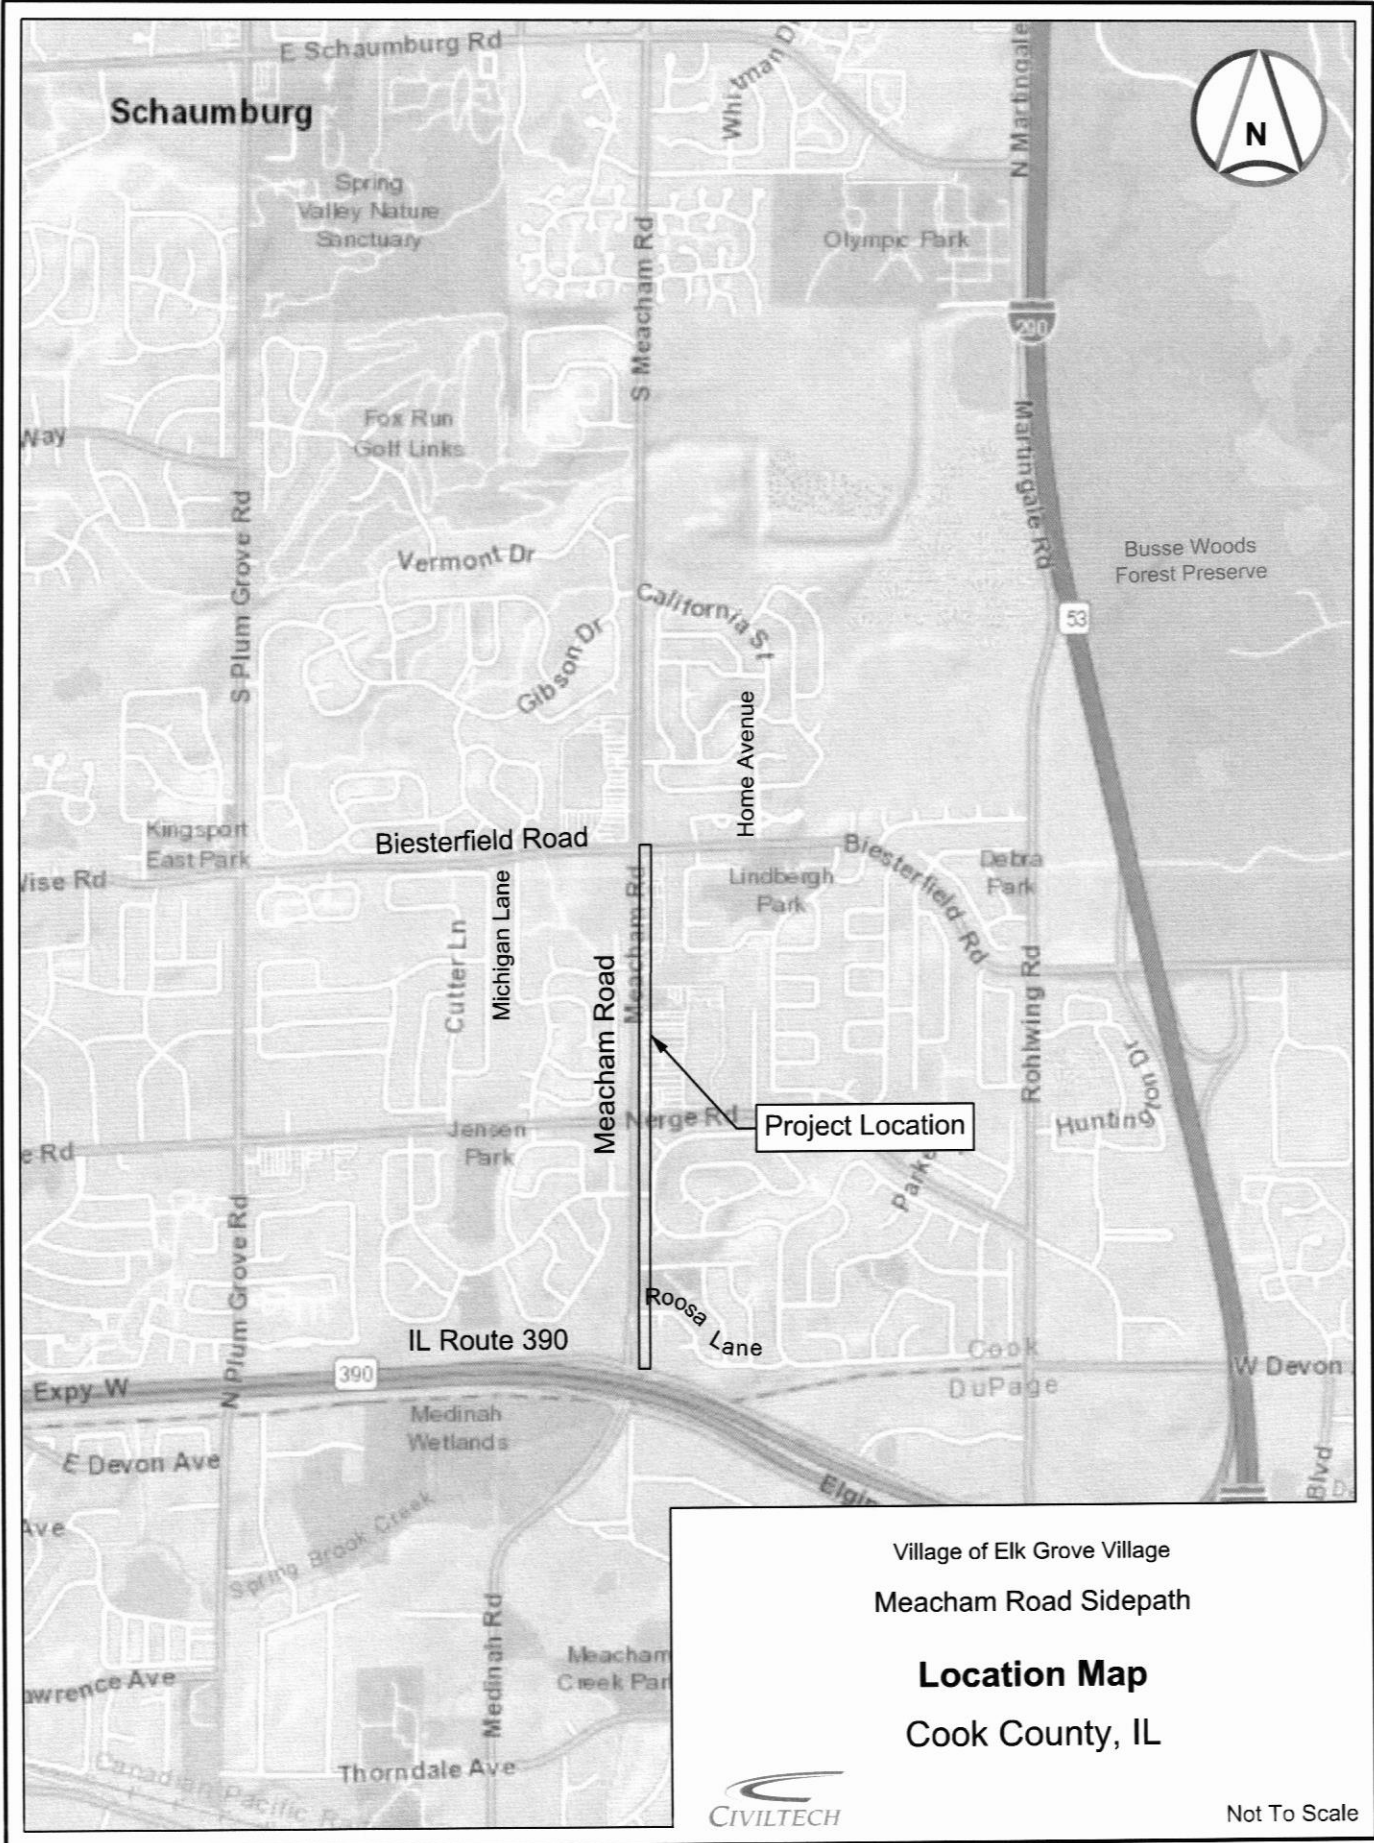 E Schaumburg Rd
Schaumburg
Whitman Dr
N Martingale
N
Spring
Valley Nature
Sanctuary
S Meacham Rd
Olympic Park
290
Fox Run
Golf Links
Way
Martingale Rd
S Plum Grove Rd
Vermont Dr
Busse Woods
Forest Preserve
California St
Gibson Dr
53
Home Avenue
Kingsport
East Park
Biesterfield Road
Biesterfield Rd
Debra
Park
Lindbergh
Park
Wise Rd
Meacham Rd
Michigan Lane
Cutter Ln
Meacham Road
Rohlwing Rd
Huntington Dr
Nerge Rd
Project Location
Jensen
Park
e Rd
Parke
N Plum Grove Rd
Roosa Lane
IL Route 390
390
Cook
DuPage
W Devon
Expy W
Medinah
Wetlands
E Devon Ave
Elgin
Blvd
Ave
Spring Brook Creek
Medinah Rd
Meacham
Creek Par
awrence Ave
Thorndale Ave
Canadian Pacific Ra
Village of Elk Grove Village
Meacham Road Sidepath
Location Map
Cook County, IL
CIVILTECH
Not To Scale